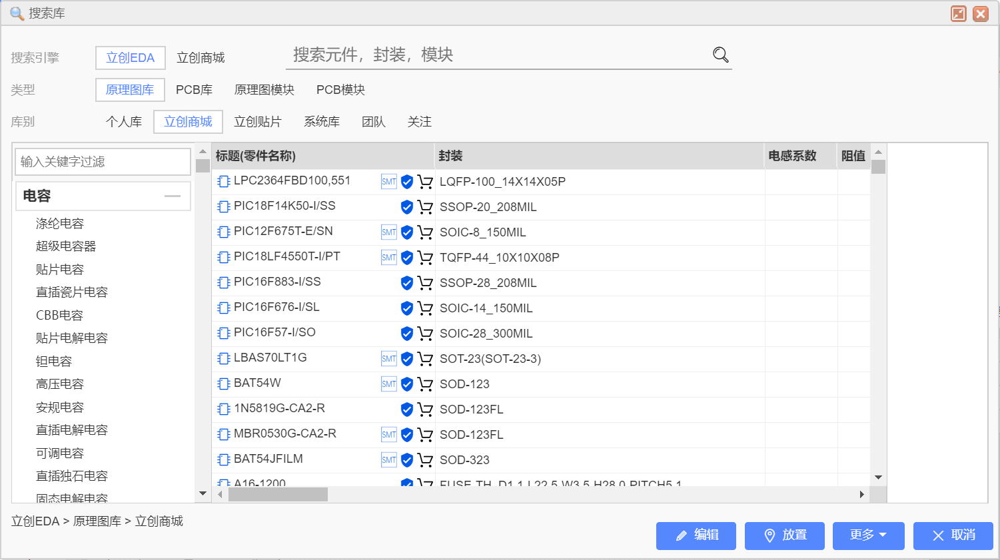 搜索库
搜索引擎 立创EDA 立创商城 搜索元件，封装，模块
类型 原理图库 PCB库 原理图模块 PCB模块
库别 个人库 立创商城 立创贴片 系统库 团队 关注
输入关键字过滤
电容
涤纶电容
超级电容器
贴片电容
直插瓷片电容
CBB电容
贴片电解电容
钽电容
高压电容
安规电容
直插电解电容
可调电容
直插独石电容
固态电解电容
标题(零件名称) 封装 电感系数 阻值
LPC2364FBD100,551 SMT LQFP-100_14X14X05P
PIC18F14K50-I/SS SSOP-20_208MIL
PIC12F675T-E/SN SMT SOIC-8_150MIL
PIC18LF4550T-I/PT SMT TQFP-44_10X10X08P
PIC16F883-I/SS SSOP-28_208MIL
PIC16F676-I/SL SOIC-14_150MIL
PIC16F57-I/SO SOIC-28_300MIL
LBAS70LT1G SMT SOT-23(SOT-23-3)
BAT54W SMT SOD-123
1N5819G-CA2-R SOD-123FL
MBR0530G-CA2-R SMT SOD-123FL
BAT54JFILM SMT SOD-323
A16-1200 FUSE-TH_D1.1-L22.5-W3.5-H28.0-PITCH5.1
立创EDA > 原理图库 > 立创商城
编辑 放置 更多 取消